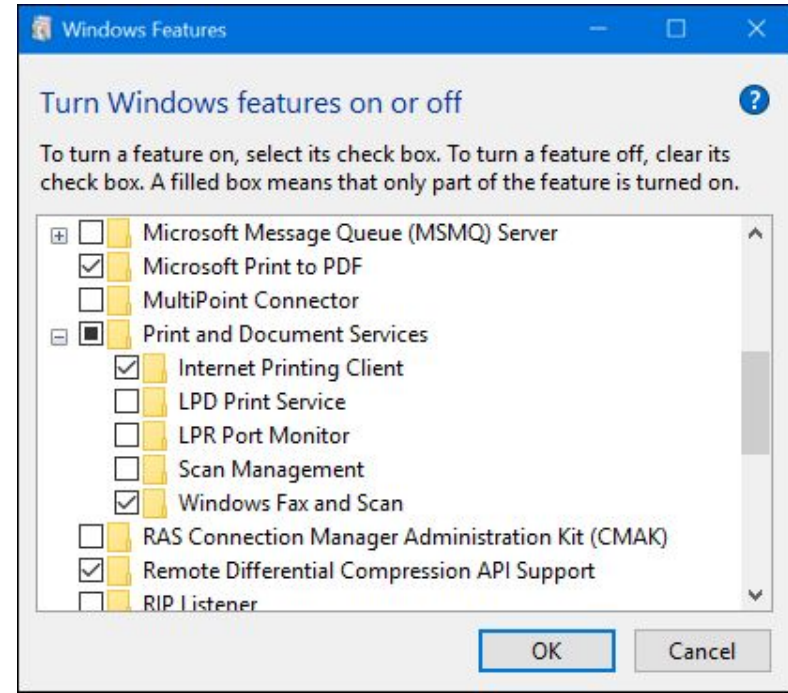 Windows Features
Turn Windows features on or off
?
To turn a feature on, select its check box. To turn a feature off, clear its
check box. A filled box means that only part of the feature is turned on.
Microsoft Message Queue (MSMQ) Server
Microsoft Print to PDF
MultiPoint Connector
Print and Document Services
Internet Printing Client
LPD Print Service
LPR Port Monitor
Scan Management
Windows Fax and Scan
RAS Connection Manager Administration Kit (CMAK)
Remote Differential Compression API Support
RIP Listener
OK Cancel